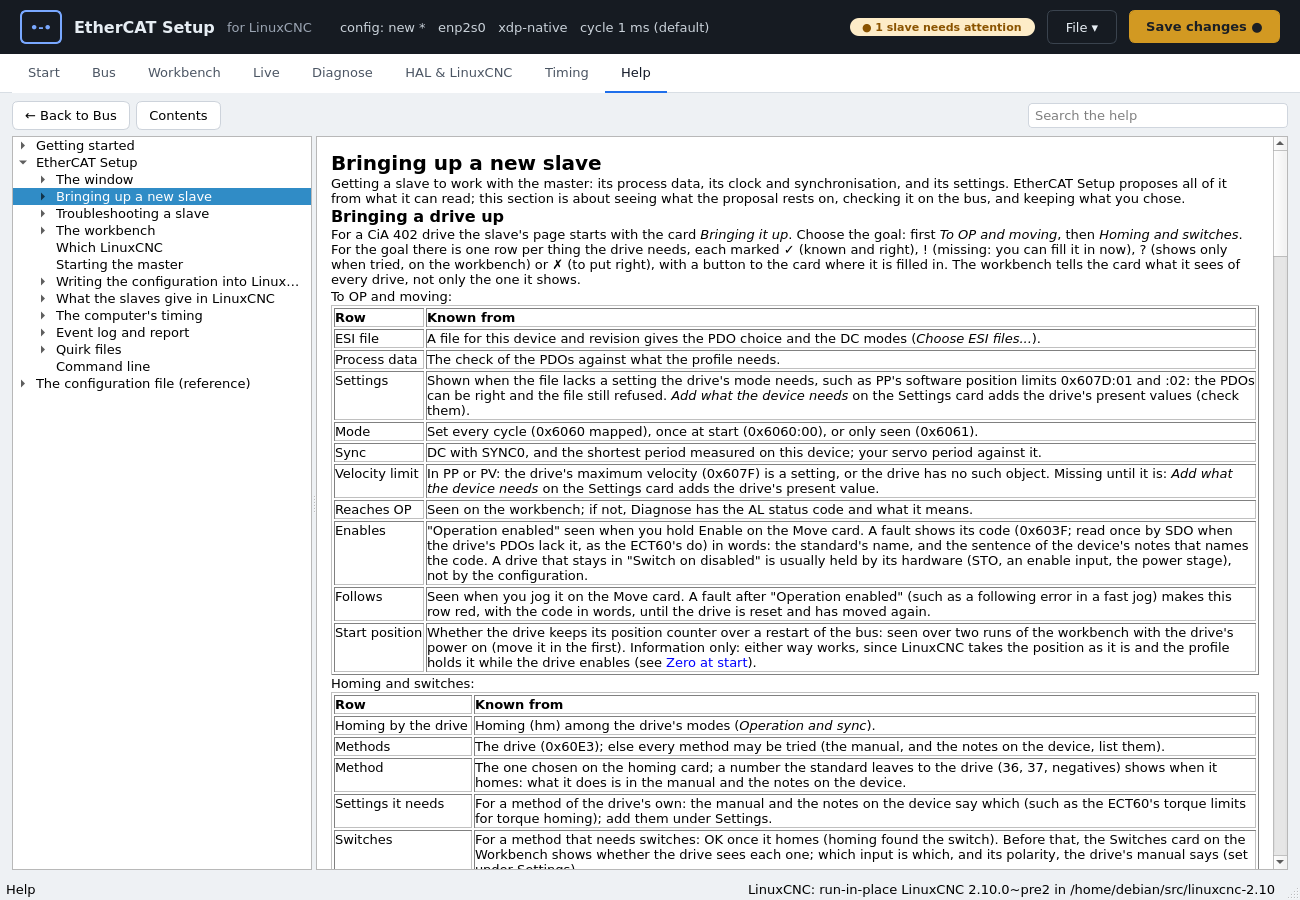 EtherCAT Setup for LinuxCNC config: new * enp2s0 xdp-native cycle 1 ms (default) ● 1 slave needs attention File ▾ Save changes ●
Start Bus Workbench Live Diagnose HAL & LinuxCNC Timing Help
← Back to Bus Contents Search the help
Getting started
EtherCAT Setup
The window
Bringing up a new slave
Troubleshooting a slave
The workbench
Which LinuxCNC
Starting the master
Writing the configuration into Linux...
What the slaves give in LinuxCNC
The computer's timing
Event log and report
Quirk files
Command line
The configuration file (reference)
Bringing up a new slave
Getting a slave to work with the master: its process data, its clock and synchronisation, and its settings. EtherCAT Setup proposes all of it
from what it can read; this section is about seeing what the proposal rests on, checking it on the bus, and keeping what you chose.
Bringing a drive up
For a CiA 402 drive the slave's page starts with the card Bringing it up. Choose the goal: first To OP and moving, then Homing and switches.
For the goal there is one row per thing the drive needs, each marked ✓ (known and right), ! (missing: you can fill it in now), ? (shows only
when tried, on the workbench) or ✗ (to put right), with a button to the card where it is filled in. The workbench tells the card what it sees of
every drive, not only the one it shows.
To OP and moving:
Row Known from
ESI file A file for this device and revision gives the PDO choice and the DC modes (Choose ESI files...).
Process data The check of the PDOs against what the profile needs.
Settings Shown when the file lacks a setting the drive's mode needs, such as PP's software position limits 0x607D:01 and :02: the PDOs
can be right and the file still refused. Add what the device needs on the Settings card adds the drive's present values (check
them).
Mode Set every cycle (0x6060 mapped), once at start (0x6060:00), or only seen (0x6061).
Sync DC with SYNC0, and the shortest period measured on this device; your servo period against it.
Velocity limit In PP or PV: the drive's maximum velocity (0x607F) is a setting, or the drive has no such object. Missing until it is: Add what
the device needs on the Settings card adds the drive's present value.
Reaches OP Seen on the workbench; if not, Diagnose has the AL status code and what it means.
Enables "Operation enabled" seen when you hold Enable on the Move card. A fault shows its code (0x603F; read once by SDO when
the drive's PDOs lack it, as the ECT60's do) in words: the standard's name, and the sentence of the device's notes that names
the code. A drive that stays in "Switch on disabled" is usually held by its hardware (STO, an enable input, the power stage),
not by the configuration.
Follows Seen when you jog it on the Move card. A fault after "Operation enabled" (such as a following error in a fast jog) makes this
row red, with the code in words, until the drive is reset and has moved again.
Start position Whether the drive keeps its position counter over a restart of the bus: seen over two runs of the workbench with the drive's
power on (move it in the first). Information only: either way works, since LinuxCNC takes the position as it is and the profile
holds it while the drive enables (see Zero at start).
Homing and switches:
Row Known from
Homing by the drive Homing (hm) among the drive's modes (Operation and sync).
Methods The drive (0x60E3); else every method may be tried (the manual, and the notes on the device, list them).
Method The one chosen on the homing card; a number the standard leaves to the drive (36, 37, negatives) shows when it
homes: what it does is in the manual and the notes on the device.
Settings it needs For a method of the drive's own: the manual and the notes on the device say which (such as the ECT60's torque limits
for torque homing); add them under Settings.
Switches For a method that needs switches: OK once it homes (homing found the switch). Before that, the Switches card on the
Workbench shows whether the drive sees each one; which input is which, and its polarity, the drive's manual says (set
under Settings).
Help LinuxCNC: run-in-place LinuxCNC 2.10.0~pre2 in /home/debian/src/linuxcnc-2.10